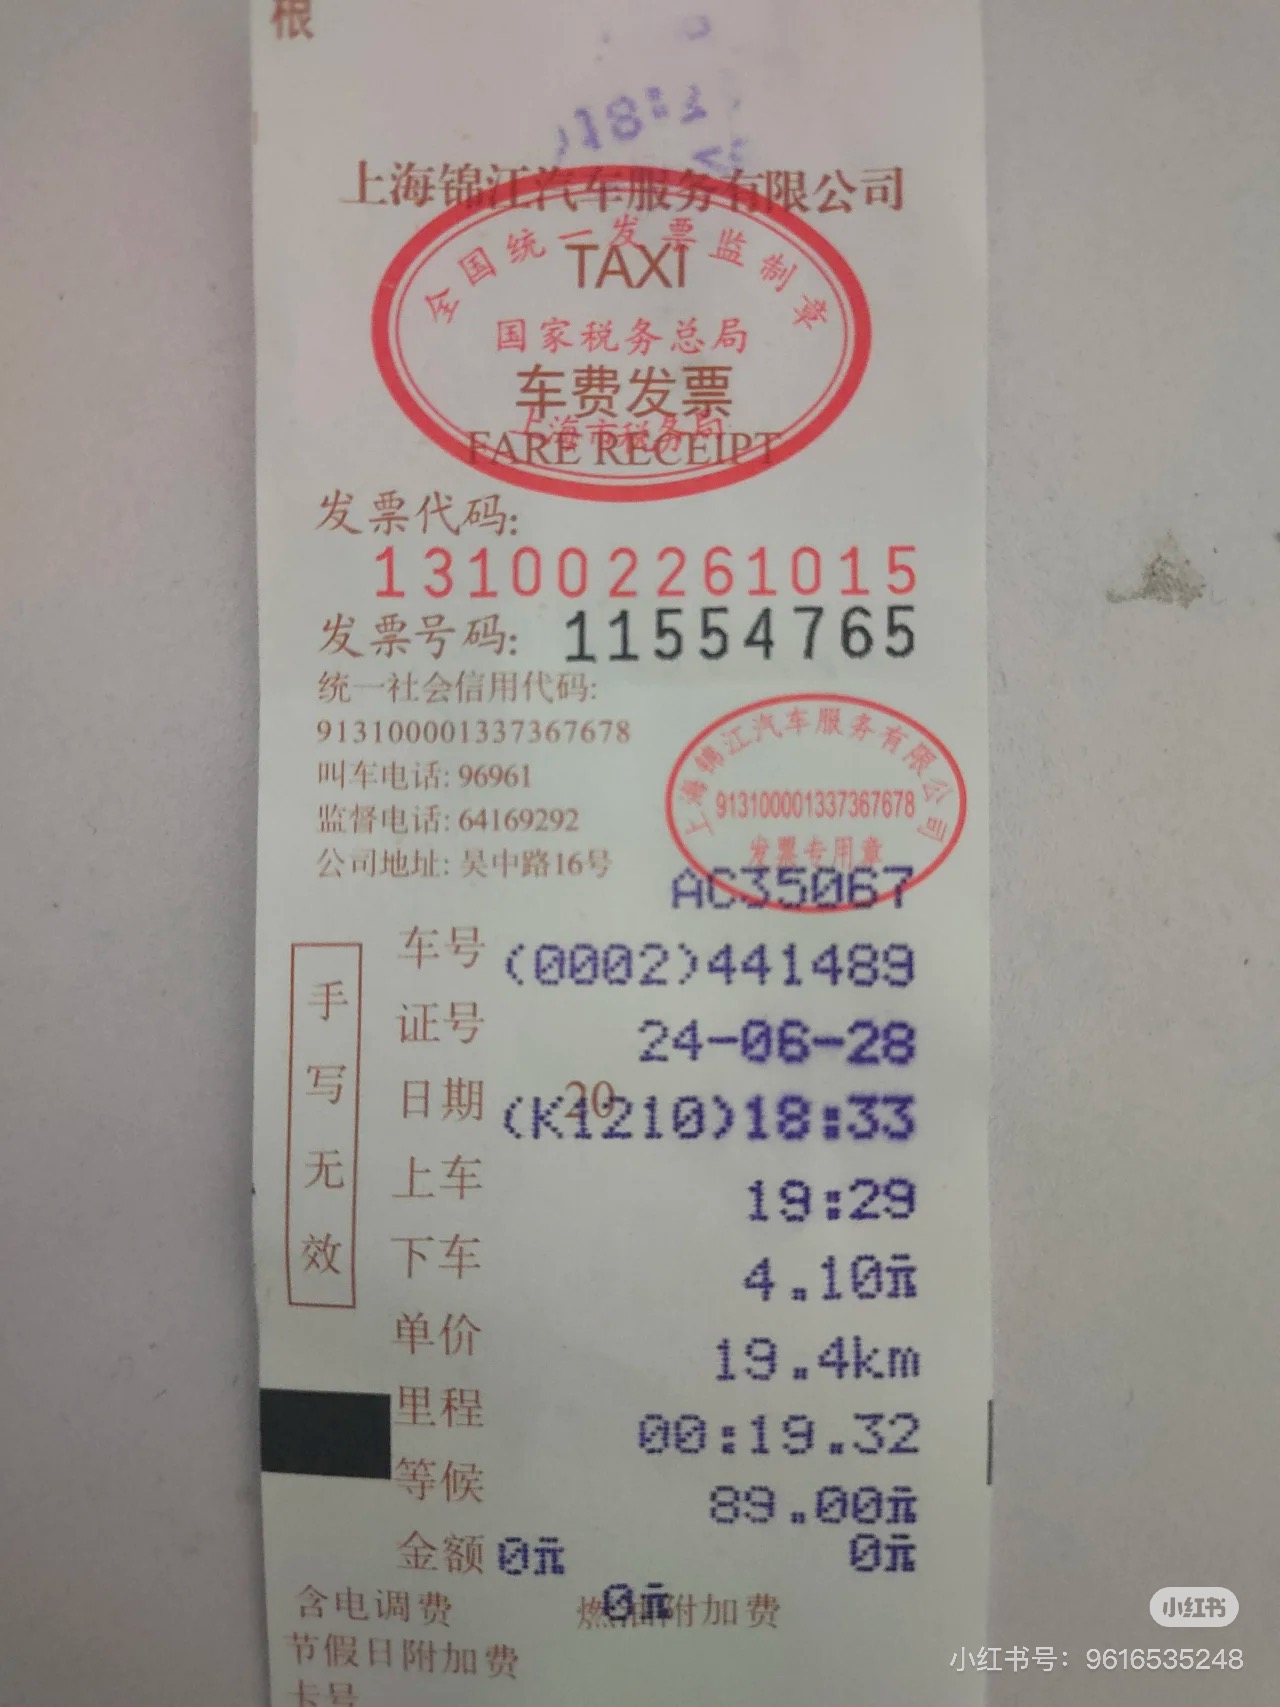 根
18:3
上海锦江汽车服务有限公司
全国统一发票监制章
TAXI
国家税务总局
车费发票
上海市税务局
FARE RECEIPT
发票代码:
131002261015
发票号码: 11554765
统一社会信用代码:
913100001337367678
叫车电话: 96961
监督电话: 64169292
公司地址: 吴中路16号
上海锦江汽车服务有限公司
913100001337367678
发票专用章
AC35067
手写无效
车号 (0002)441489
证号 24-06-28
日期 20 (K1210)18:33
上车 19:29
下车 4.10元
单价 19.4km
里程 00:19.32
等候 89.00元
金额 0元 0元
含电调费 0元 燃油附加费
节假日附加费
卡号
小红书
小红书号：9616535248